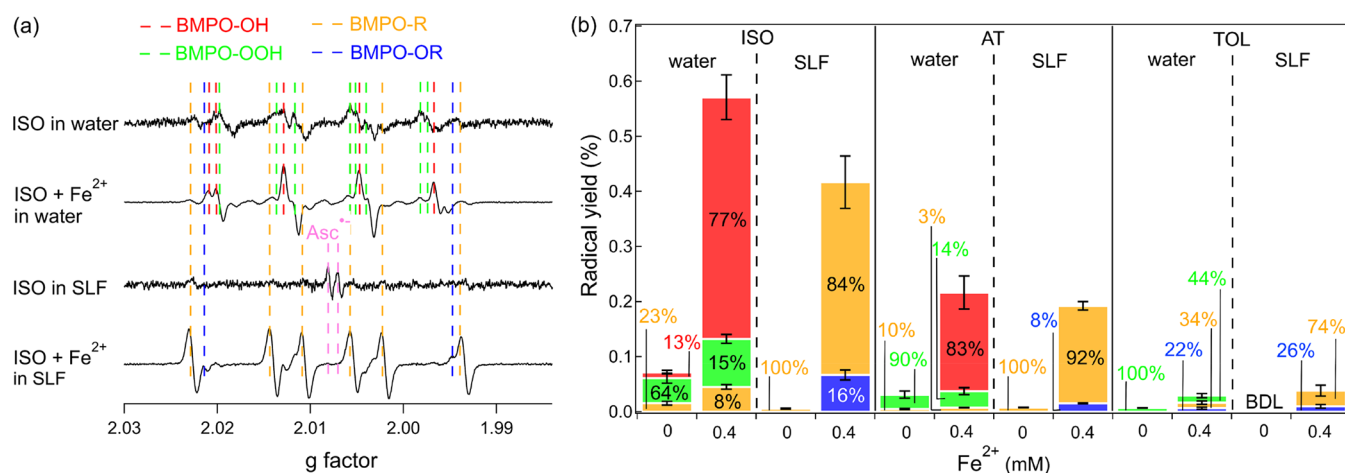 (a)
BMPO-OH
BMPO-R
BMPO-OOH
BMPO-OR
ISO in water
ISO + Fe2+
in water
Asc•-
ISO in SLF
ISO + Fe2+
in SLF
2.03
2.02
2.01
2.00
1.99
g factor
(b)
0.7
0.6
0.5
0.4
0.3
0.2
0.1
0.0
Radical yield (%)
ISO
AT
TOL
water
SLF
water
SLF
water
SLF
23%
13%
64%
77%
15%
8%
100%
84%
16%
10%
90%
3%
14%
83%
100%
8%
92%
100%
44%
34%
22%
BDL
74%
26%
0
0.4
0
0.4
0
0.4
0
0.4
0
0.4
0
0.4
Fe2+ (mM)